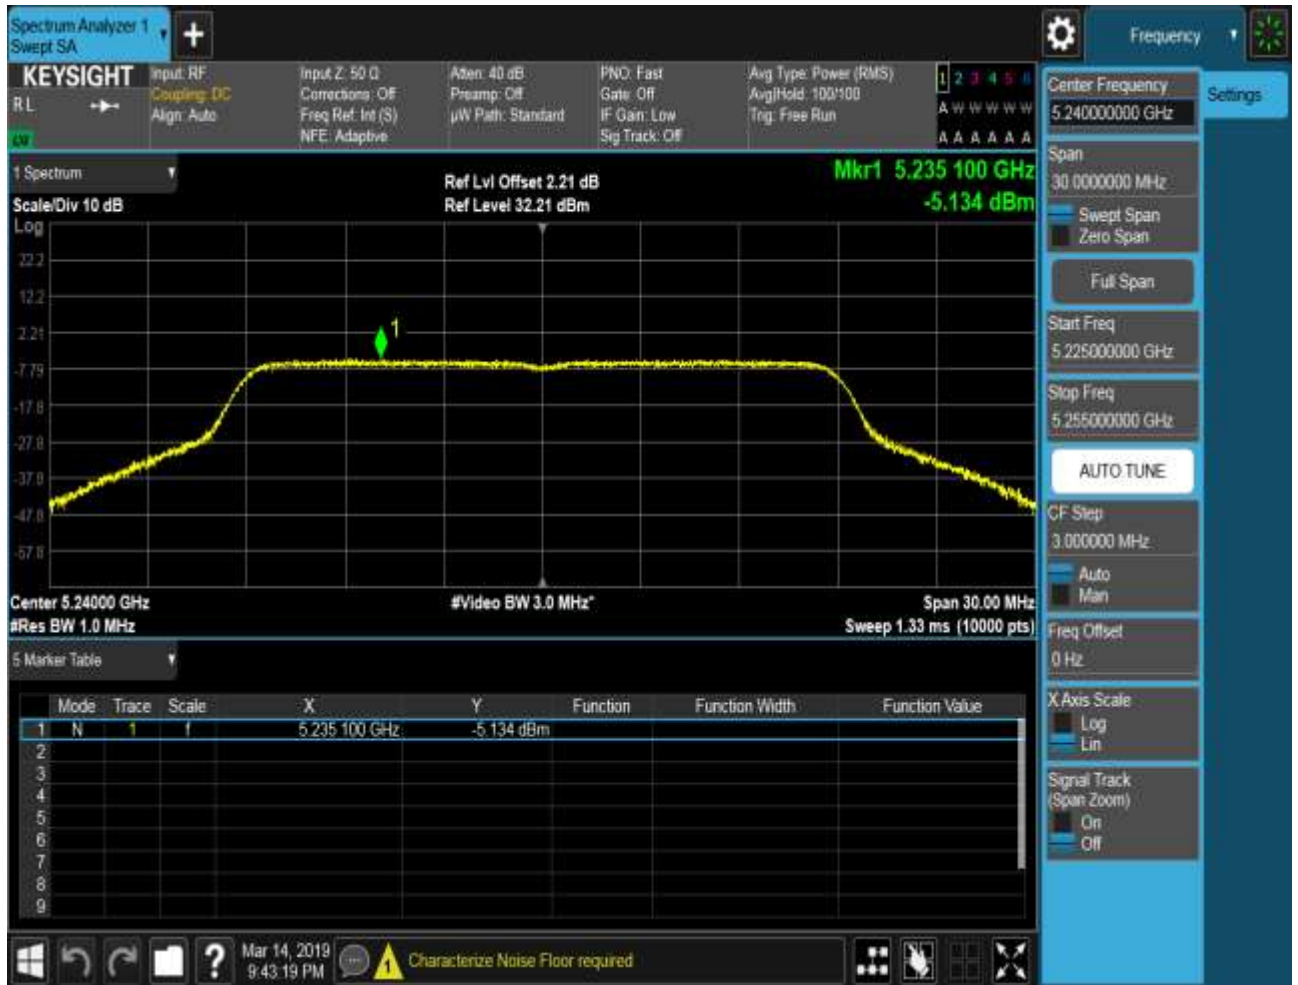 Spectrum Analyzer 1
Swept SA
Frequency
KEYSIGHT
RL
Input: RF
Coupling: DC
Align: Auto
Input Z: 50 Ω
Corrections: Off
Freq Ref: Int (S)
NFE: Adaptive
Atten: 40 dB
Preamp: Off
µW Path: Standard
PNO: Fast
Gate: Off
IF Gain: Low
Sig Track: Off
Avg Type: Power (RMS)
Avg|Hold: 100/100
Trig: Free Run
1 2 3 4 5 6
A W W W W W
A A A A A A
1 Spectrum
Scale/Div 10 dB
Log
Ref Lvl Offset 2.21 dB
Ref Level 32.21 dBm
Mkr1 5.235 100 GHz
-5.134 dBm
22.2
12.2
2.21
-7.79
-17.8
-27.8
-37.8
-47.8
-57.8
1
Center 5.24000 GHz
#Res BW 1.0 MHz
#Video BW 3.0 MHz*
Span 30.00 MHz
Sweep 1.33 ms (10000 pts)
5 Marker Table
Mode Trace Scale X Y Function Function Width Function Value
1 N 1 f 5.235 100 GHz -5.134 dBm
2
3
4
5
6
7
8
9
Mar 14, 2019
9:43:19 PM
Characterize Noise Floor required
Center Frequency
5.240000000 GHz
Settings
Span
30.0000000 MHz
Swept Span
Zero Span
Full Span
Start Freq
5.225000000 GHz
Stop Freq
5.255000000 GHz
AUTO TUNE
CF Step
3.000000 MHz
Auto
Man
Freq Offset
0 Hz
X Axis Scale
Log
Lin
Signal Track
(Span Zoom)
On
Off